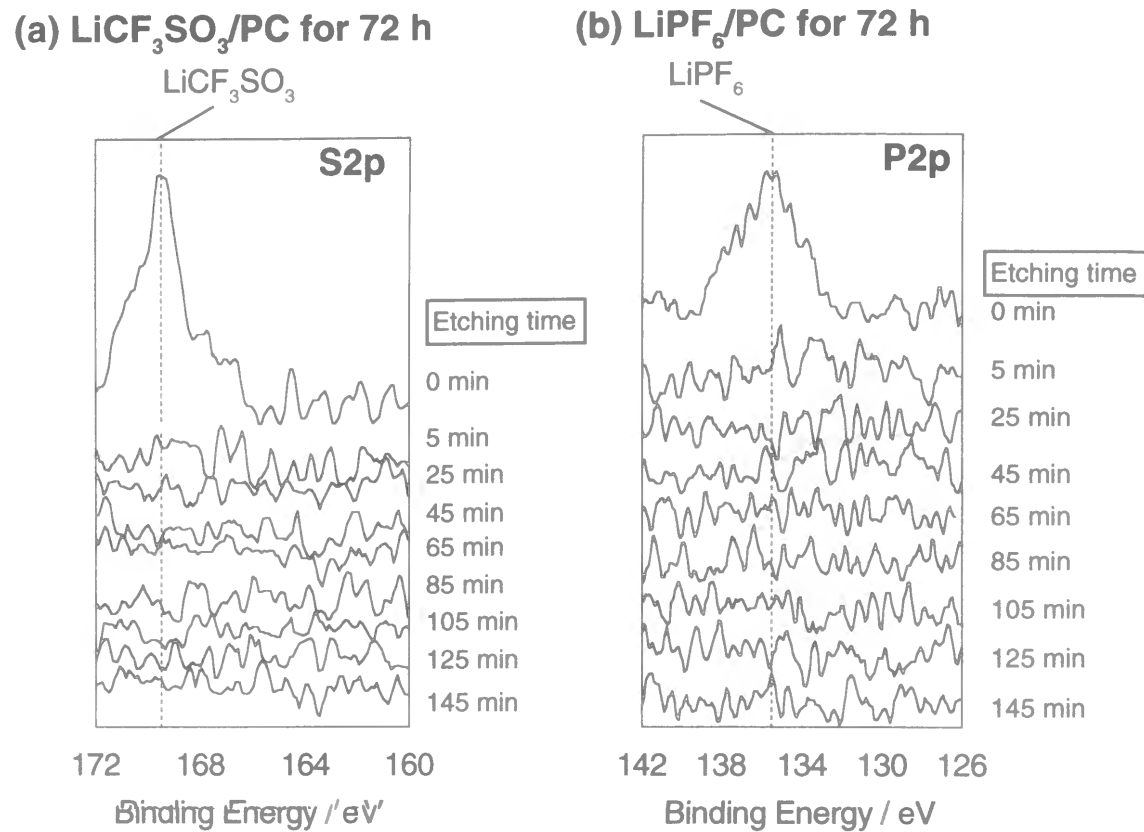 (a) LiCF₃SO₃/PC for 72 h
LiCF₃SO₃
S2p
Etching time
0 min
5 min
25 min
45 min
65 min
85 min
105 min
125 min
145 min
172 168 164 160
Binding Energy / eV
(b) LiPF₆/PC for 72 h
LiPF₆
P2p
Etching time
0 min
5 min
25 min
45 min
65 min
85 min
105 min
125 min
145 min
142 138 134 130 126
Binding Energy / eV